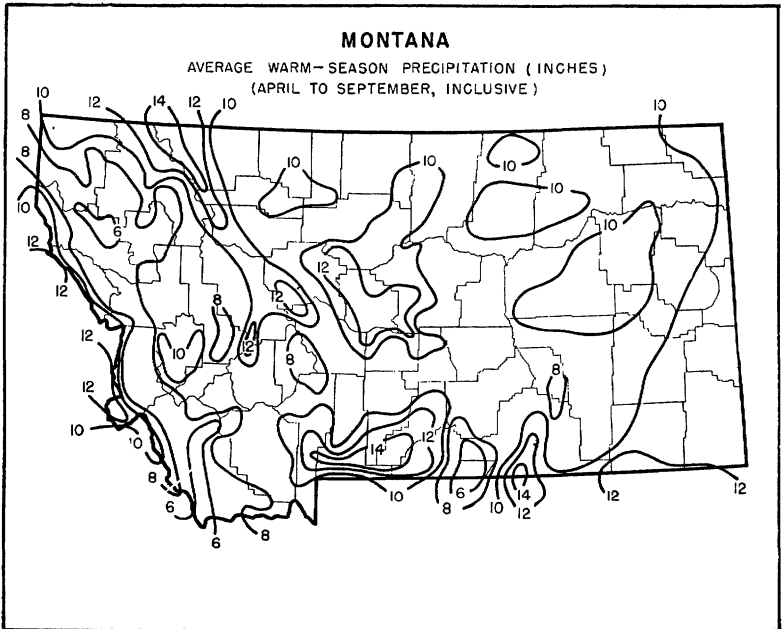 MONTANA
AVERAGE WARM-SEASON PRECIPITATION (INCHES)
(APRIL TO SEPTEMBER, INCLUSIVE)
10 12 14 12 10 10
8
8
10 10 10
10
10
6 10
12
12 12
12
8
12 12
10
8 8
12
10 12
10 14
8 10 6 10 14 12 12
6 8 8 12
6